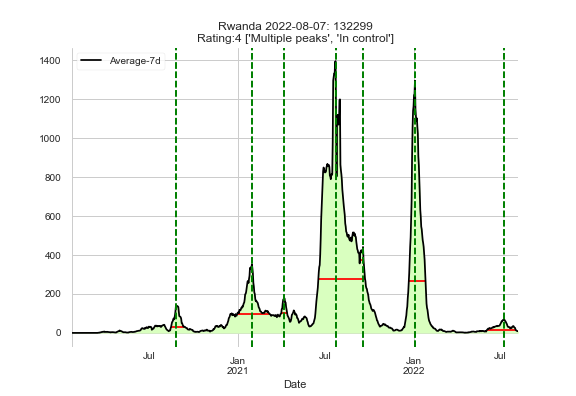 Rwanda 2022-08-07: 132299
Rating:4 ['Multiple peaks', 'In control']
Average-7d
1400
1200
1000
800
600
400
200
0
Jul
Jan
2021
Jul
Jan
2022
Jul
Date